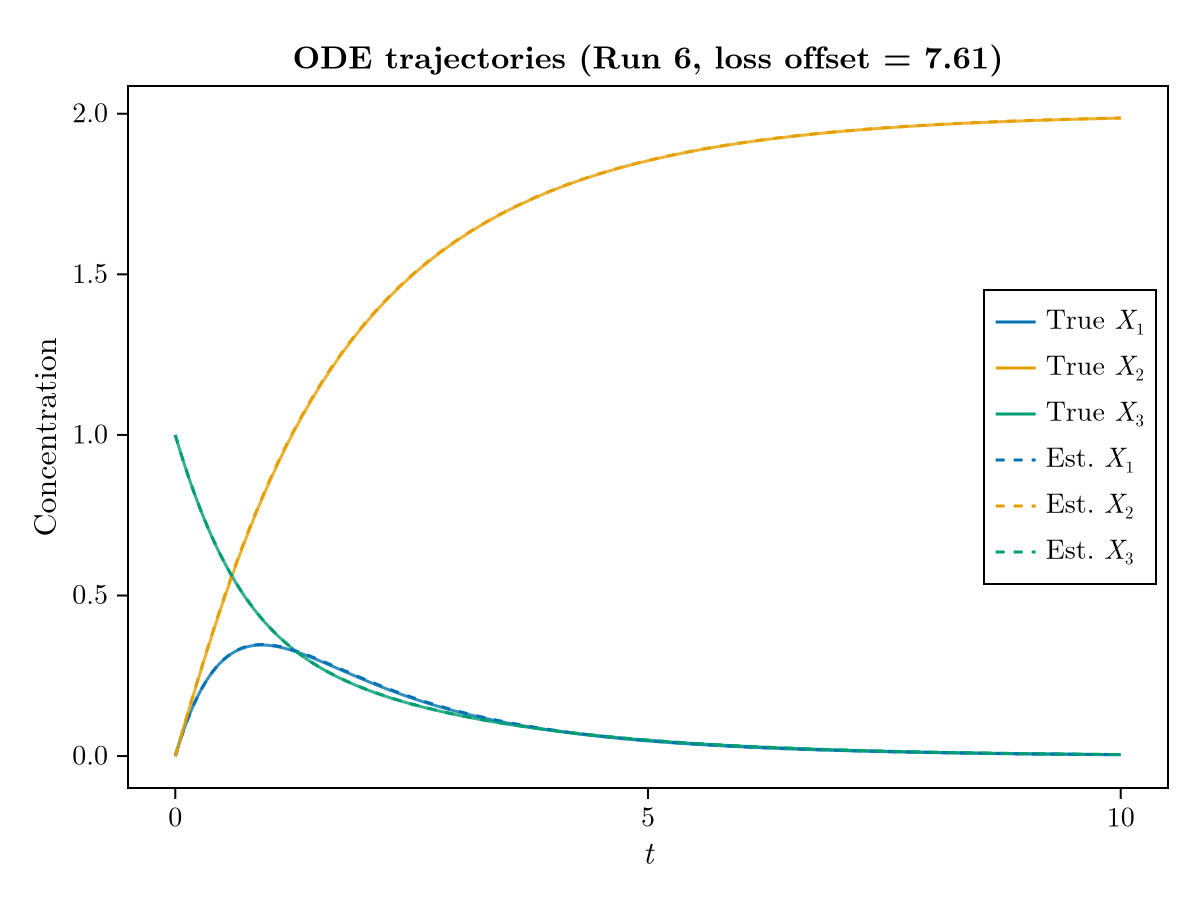 ODE trajectories (Run 6, loss offset = 7.61)
Concentration
2.0
1.5
1.0
0.5
0.0
0
5
10
t
True X₁
True X₂
True X₃
Est. X₁
Est. X₂
Est. X₃